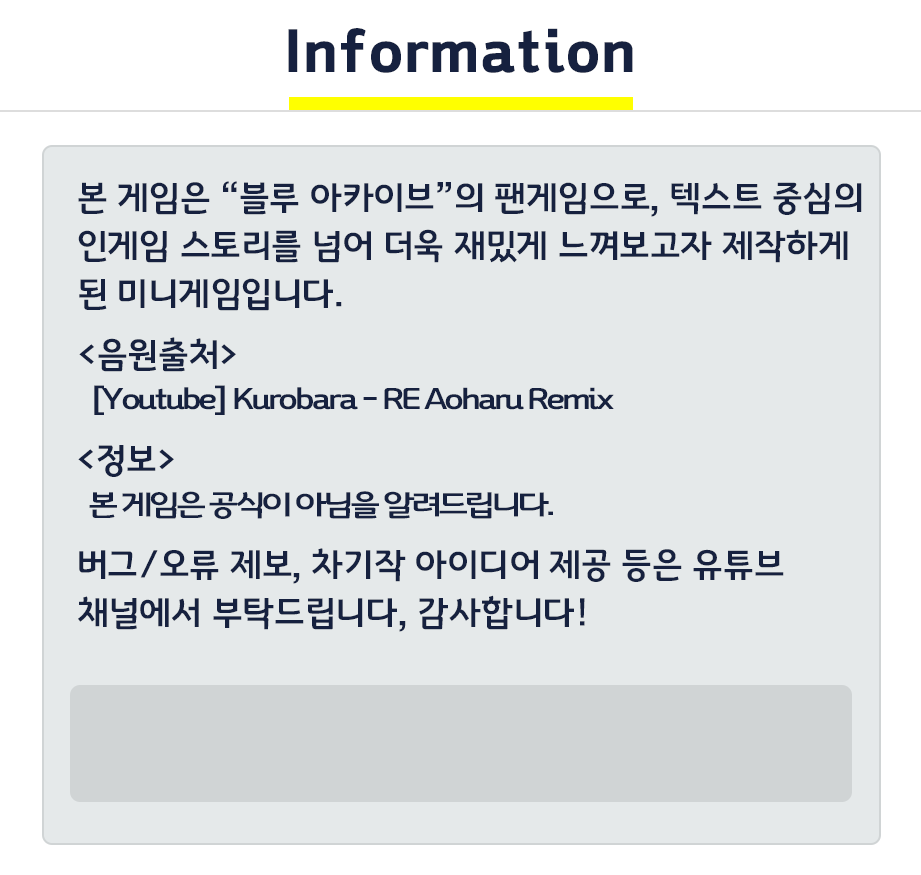 Information
본 게임은 “블루 아카이브”의 팬게임으로, 텍스트 중심의
인게임 스토리를 넘어 더욱 재밌게 느껴보고자 제작하게
된 미니게임입니다.
<음원출처>
[Youtube] Kurobara - RE Aoharu Remix
<정보>
본 게임은 공식이 아님을 알려드립니다.
버그/오류 제보, 차기작 아이디어 제공 등은 유튜브
채널에서 부탁드립니다, 감사합니다!